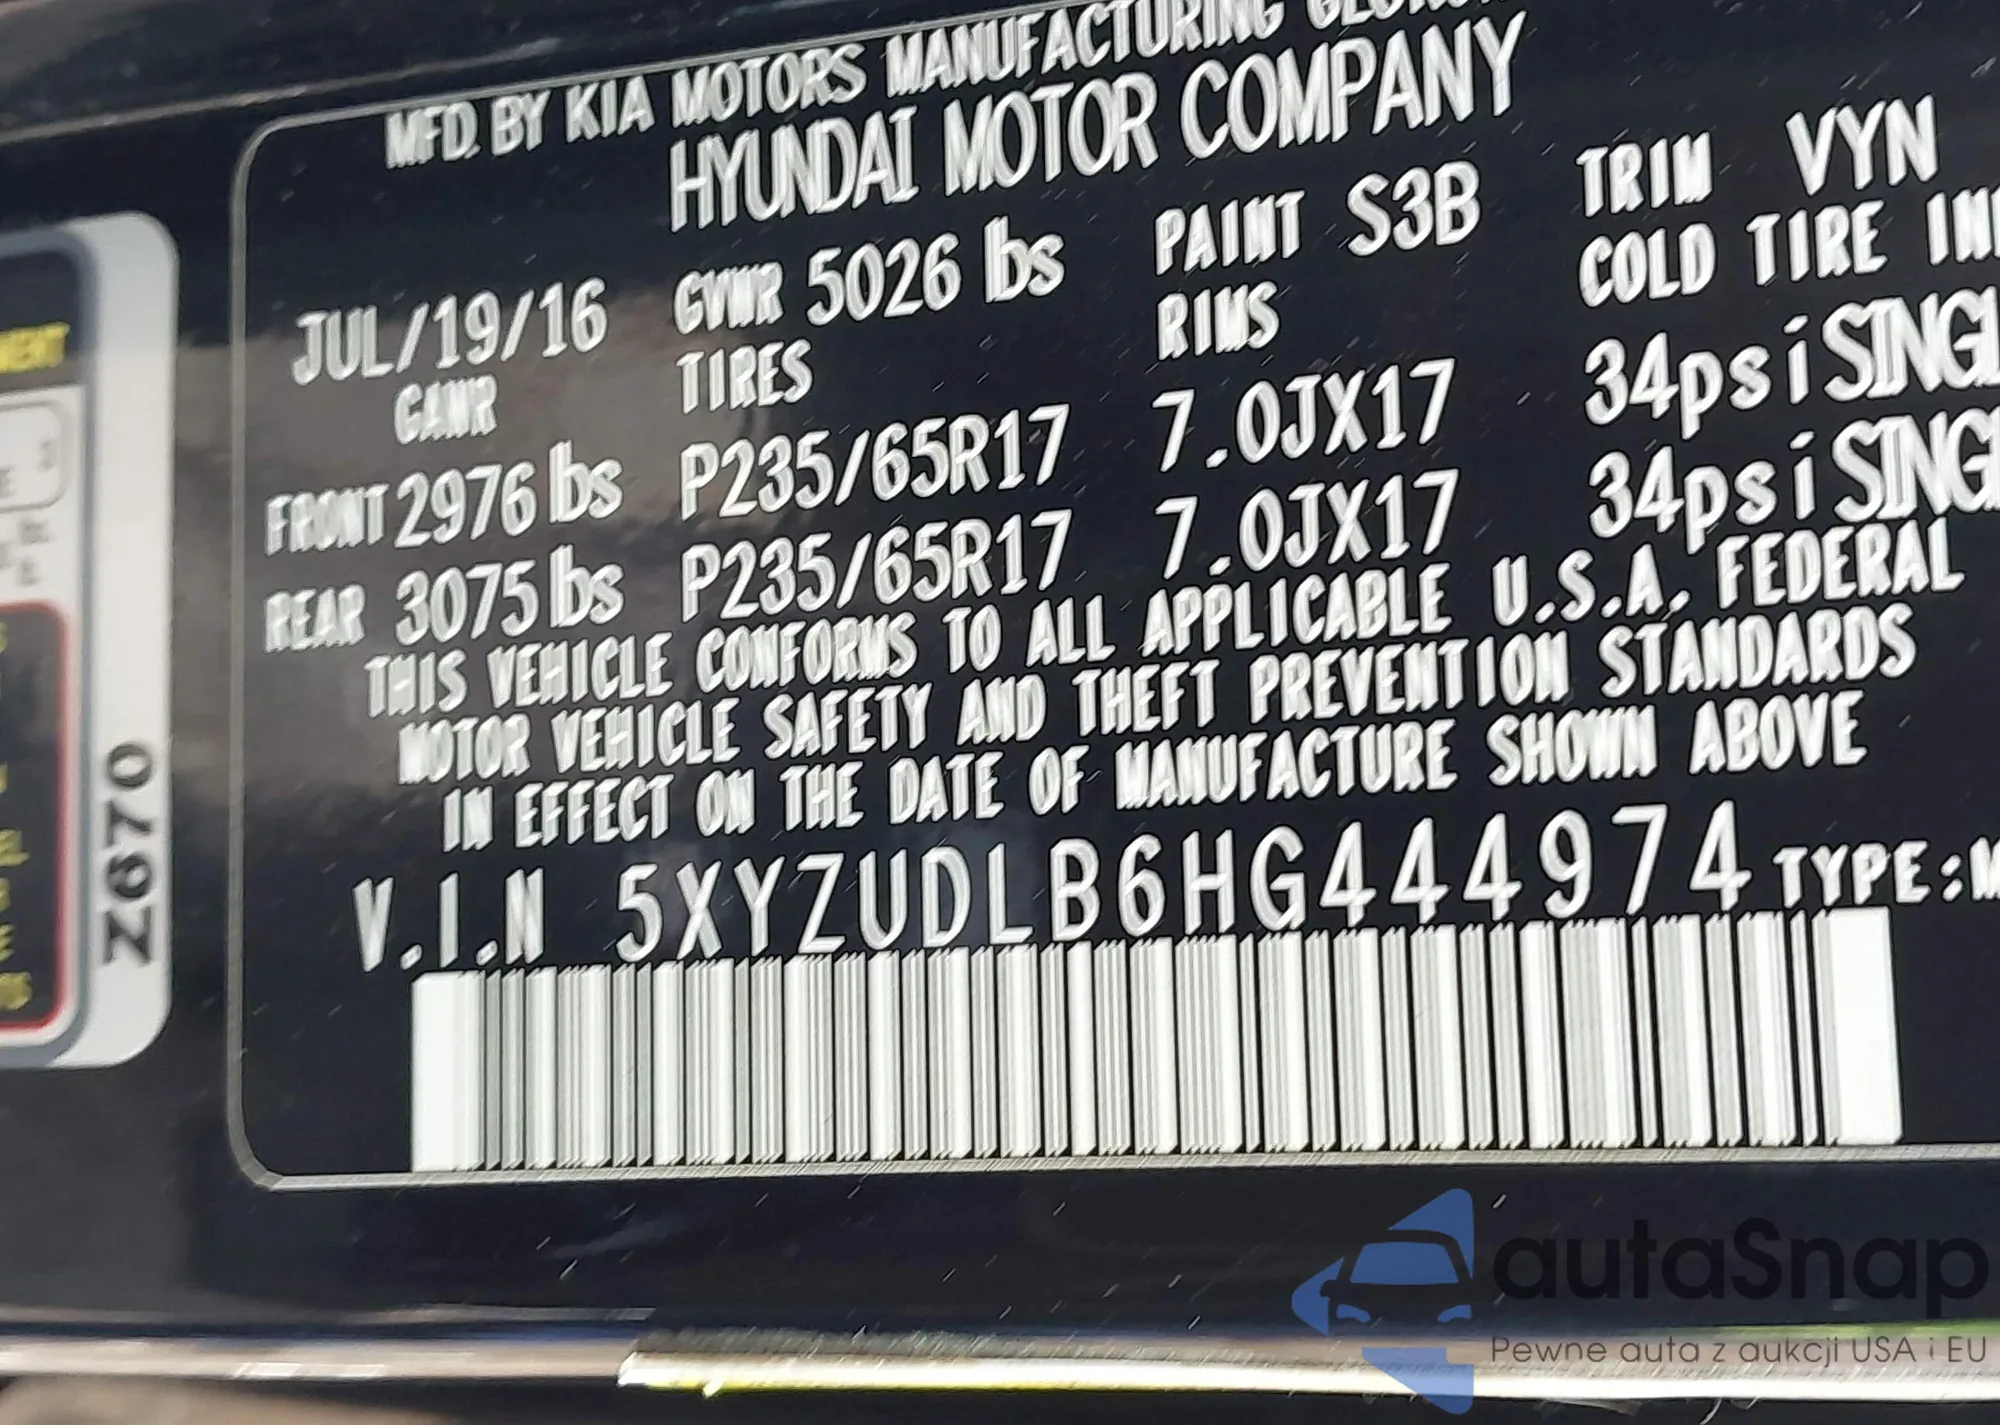 MFD. BY KIA MOTORS MANUFACTURING
HYUNDAI MOTOR COMPANY
JUL/19/16 GVWR 5026 lbs PAINT S3B TRIM VYN
GAWR TIRES RIMS COLD TIRE
FRONT 2976 lbs P235/65R17 7.0JX17 34psi SINGL
REAR 3075 lbs P235/65R17 7.0JX17 34psi SINGL
THIS VEHICLE CONFORMS TO ALL APPLICABLE U.S.A. FEDERAL
MOTOR VEHICLE SAFETY AND THEFT PREVENTION STANDARDS
IN EFFECT ON THE DATE OF MANUFACTURE SHOWN ABOVE
V.I.N 5XYZUDLB6HG444974 TYPE:M
Z670
autaSnap
Pewne auta z aukcji USA i EU